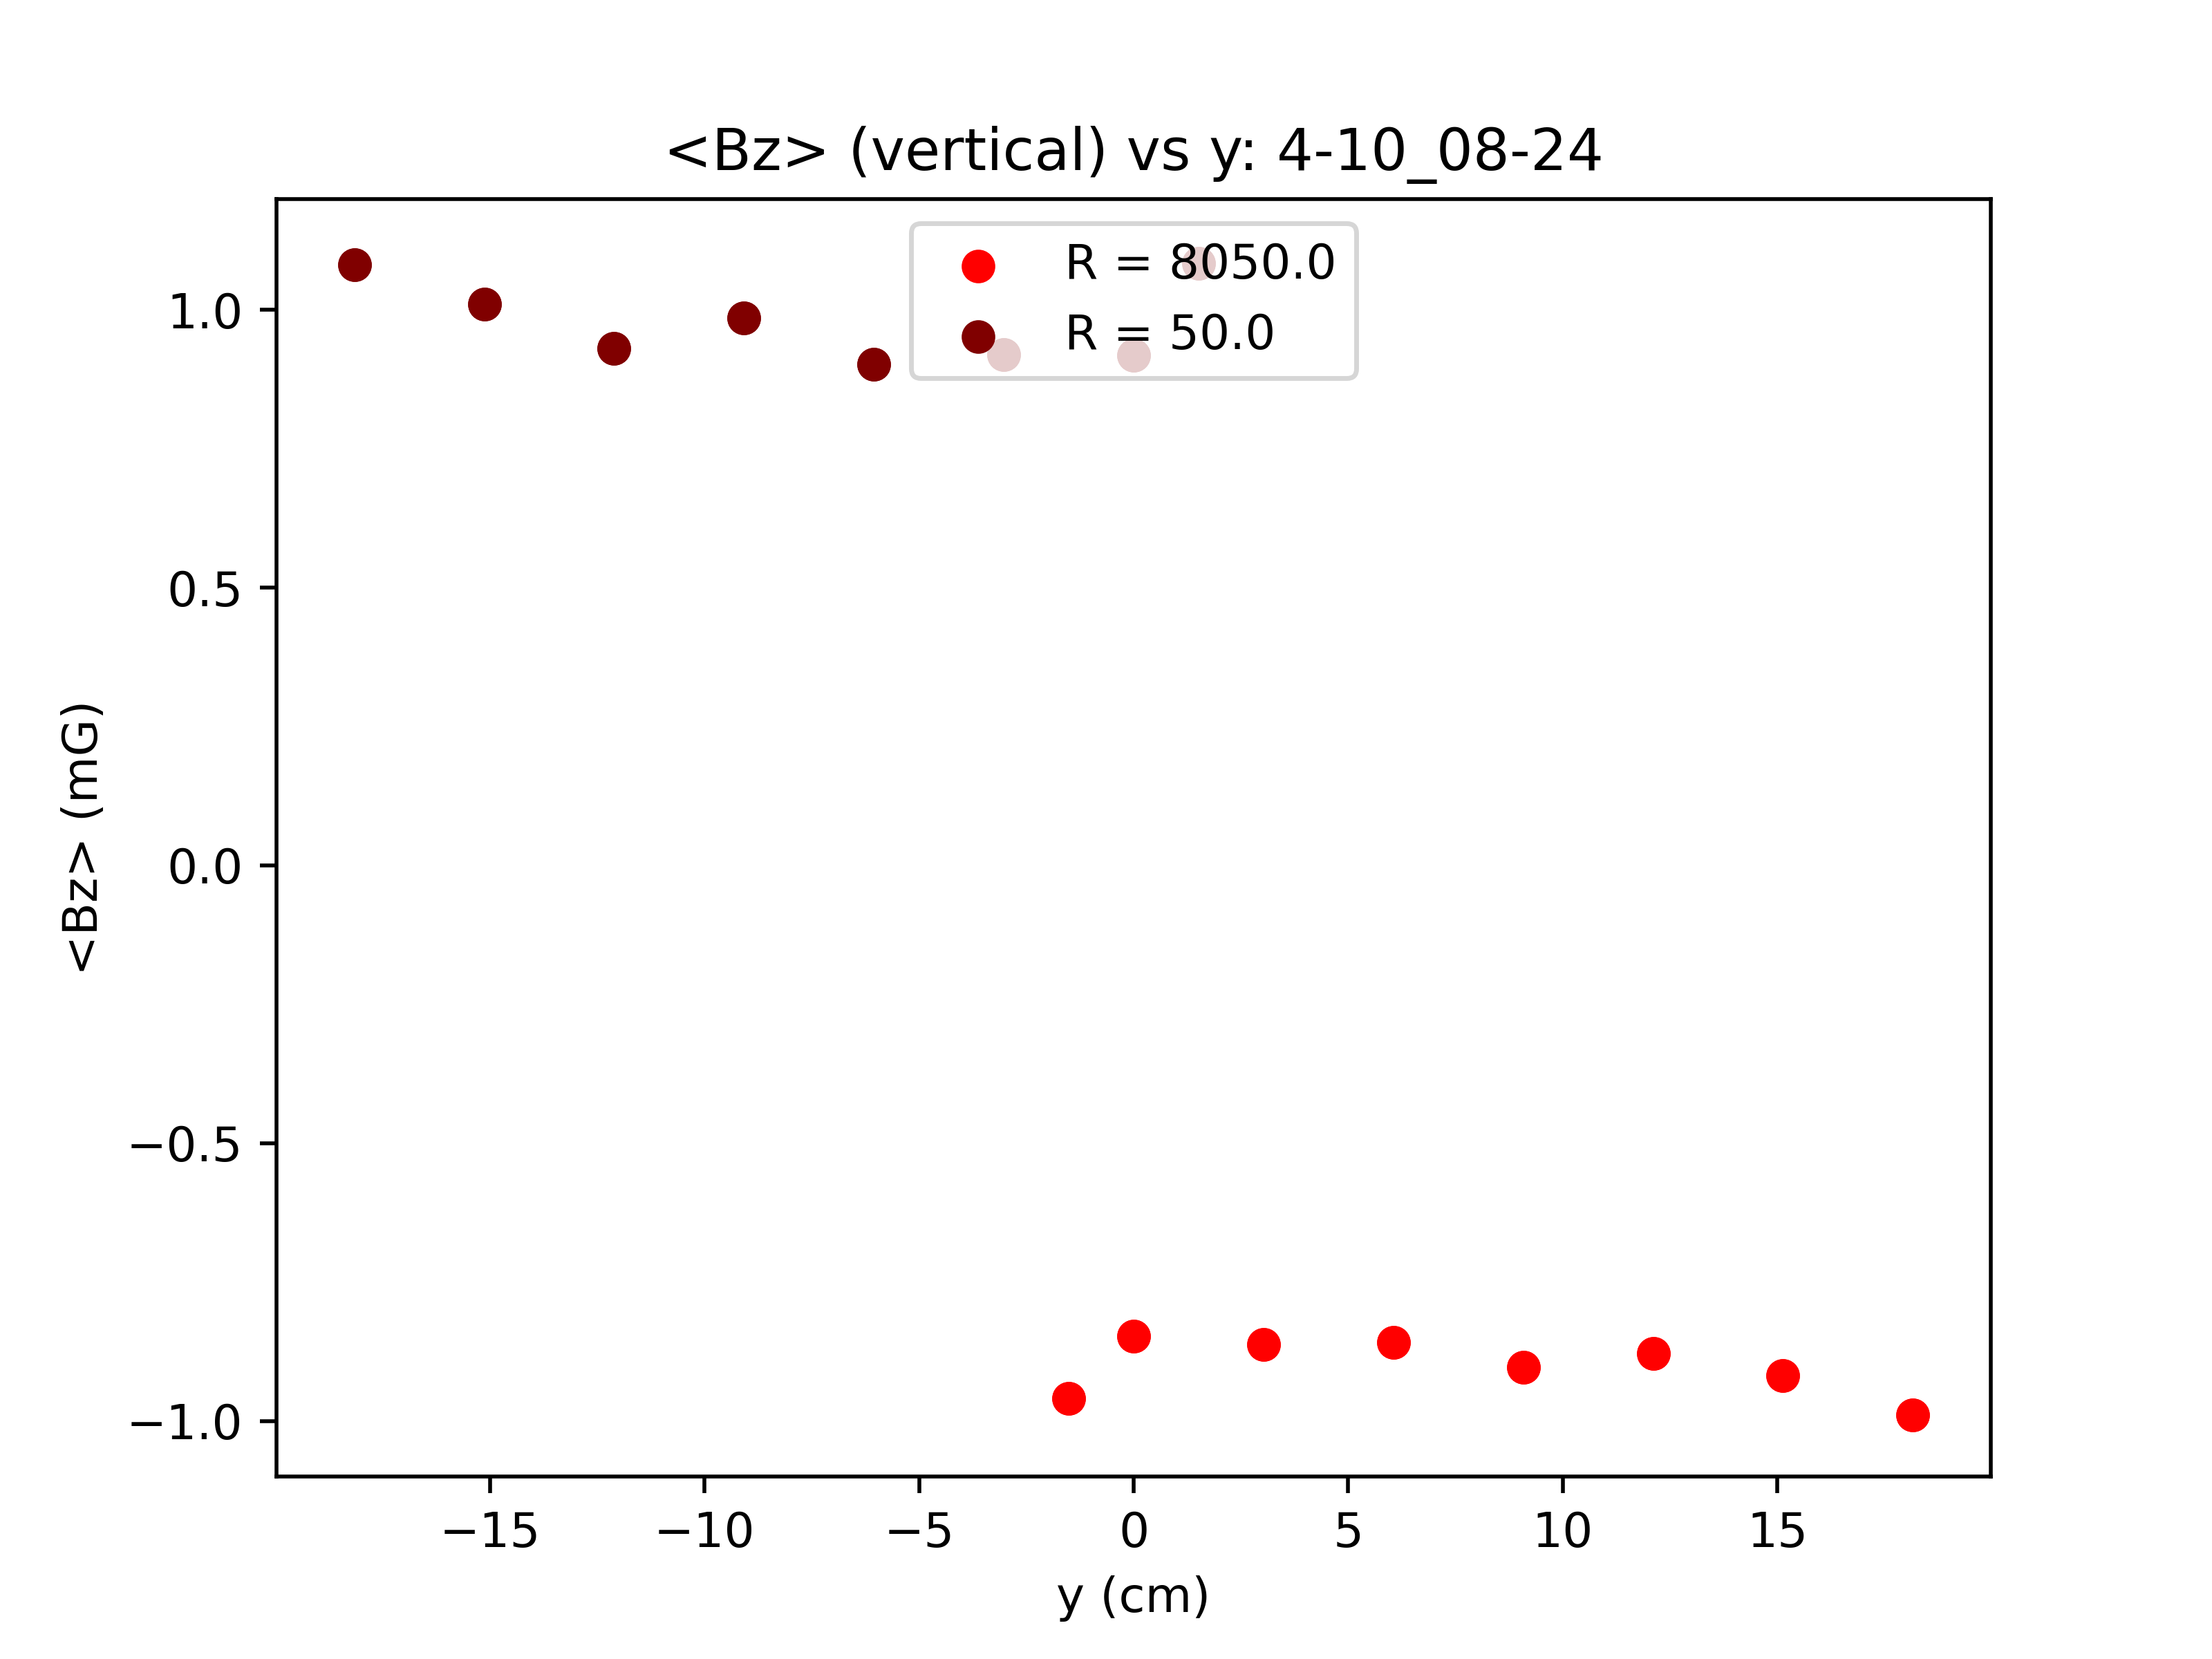 <Bz> (vertical) vs y: 4-10_08-24
R = 8050.0
R = 50.0
1.0
0.5
0.0
−0.5
−1.0
<Bz> (mG)
−15 −10 −5 0 5 10 15
y (cm)